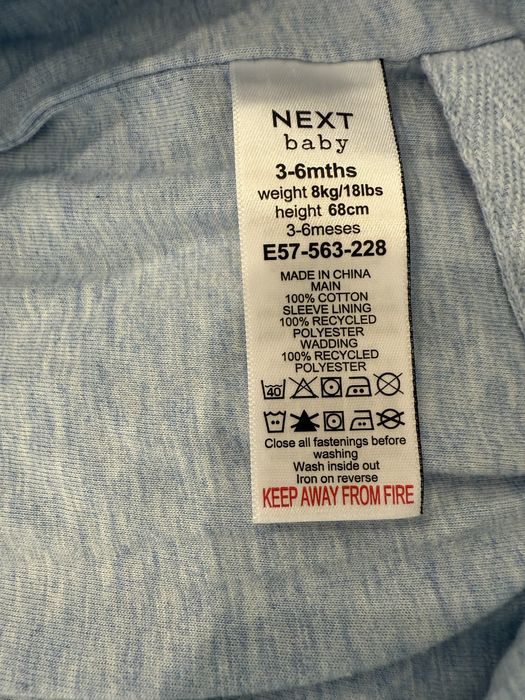 NEXT
baby
3-6mths
weight 8kg/18lbs
height 68cm
3-6meses
E57-563-228
MADE IN CHINA
MAIN
100% COTTON
SLEEVE LINING
100% RECYCLED
POLYESTER
WADDING
100% RECYCLED
POLYESTER
40
Close all fastenings before
washing
Wash inside out
Iron on reverse
KEEP AWAY FROM FIRE